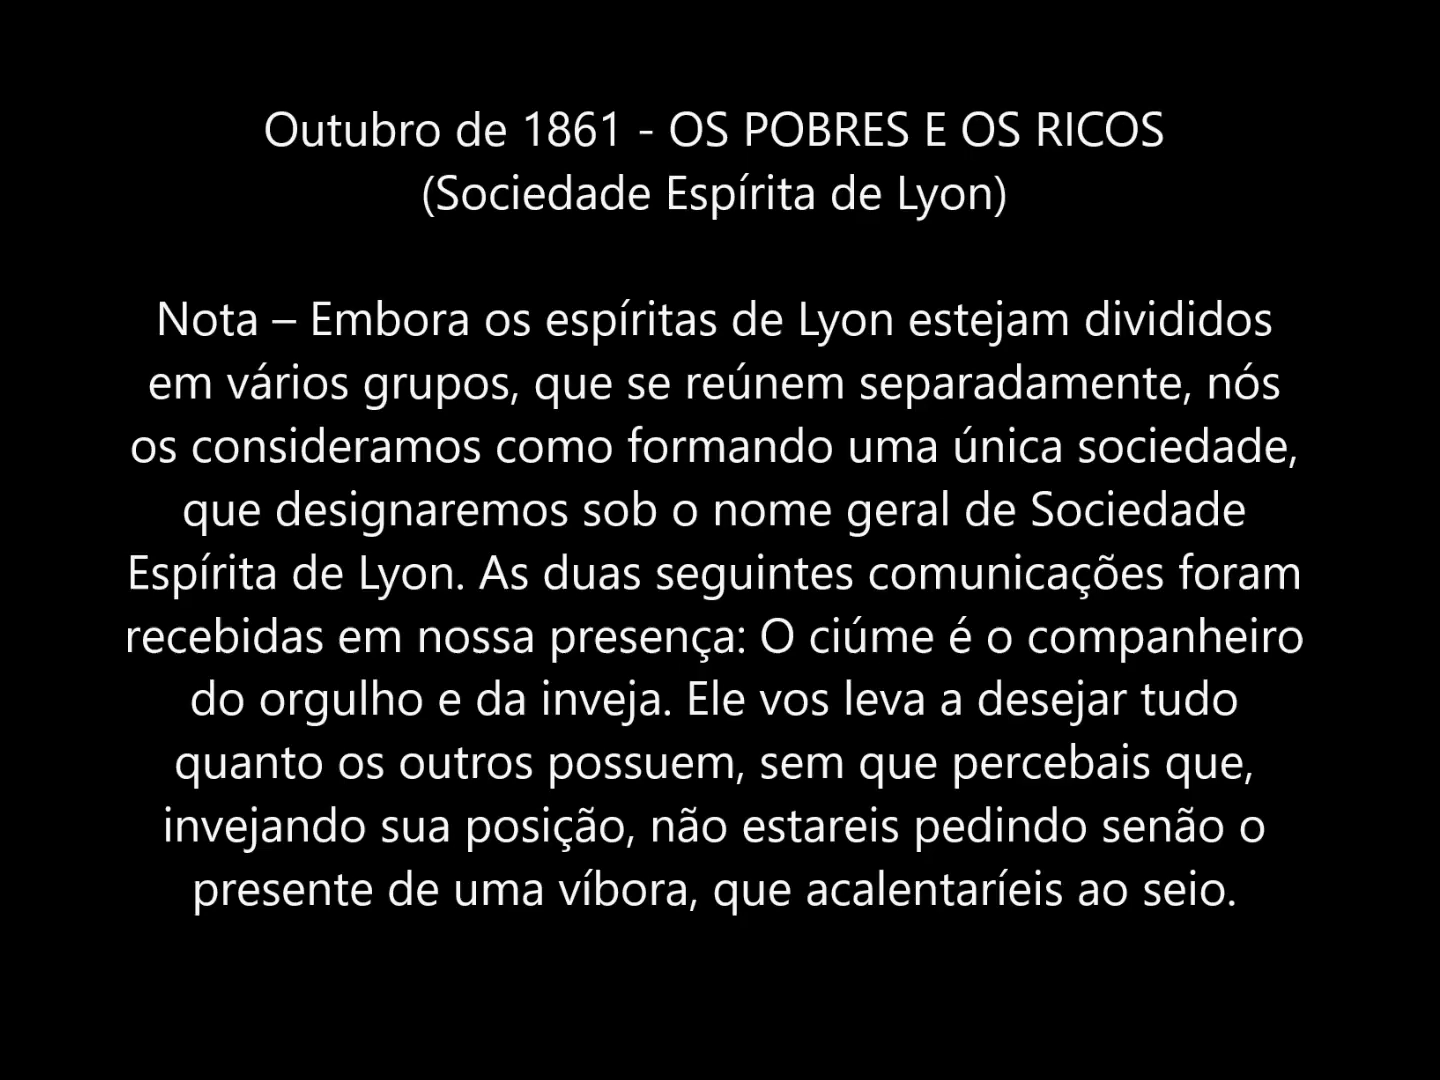 Outubro de 1861 - OS POBRES E OS RICOS
(Sociedade Espírita de Lyon)
Nota – Embora os espíritas de Lyon estejam divididos
em vários grupos, que se reúnem separadamente, nós
os consideramos como formando uma única sociedade,
que designaremos sob o nome geral de Sociedade
Espírita de Lyon. As duas seguintes comunicações foram
recebidas em nossa presença: O ciúme é o companheiro
do orgulho e da inveja. Ele vos leva a desejar tudo
quanto os outros possuem, sem que percebais que,
invejando sua posição, não estareis pedindo senão o
presente de uma víbora, que acalentaríeis ao seio.